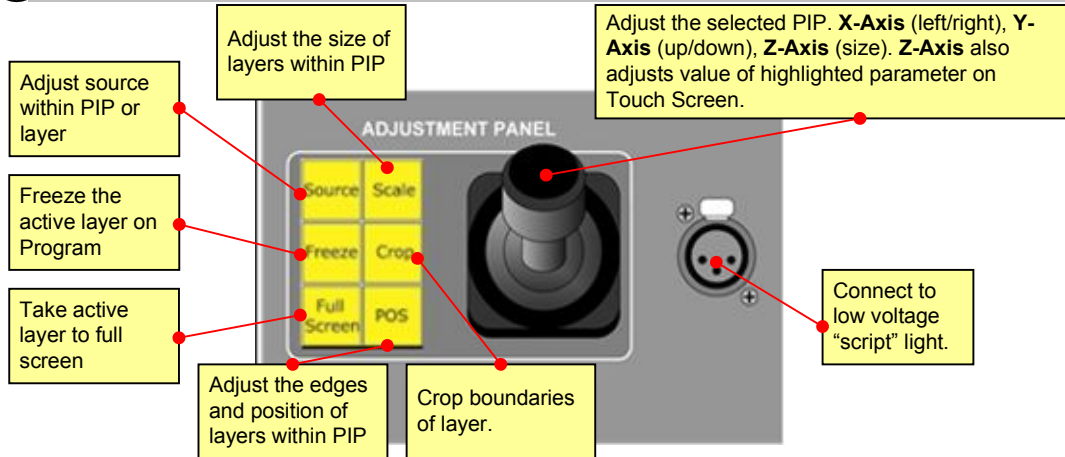 Adjust the size of
layers within PIP
Adjust the selected PIP. X-Axis (left/right), Y-
Axis (up/down), Z-Axis (size). Z-Axis also
adjusts value of highlighted parameter on
Touch Screen.
Adjust source
within PIP or
layer
ADJUSTMENT PANEL
Source
Scale
Freeze the
active layer on
Program
Freeze
Crop
Take active
layer to full
screen
Full
Screen
POS
Connect to
low voltage
“script” light.
Adjust the edges
and position of
layers within PIP
Crop boundaries
of layer.